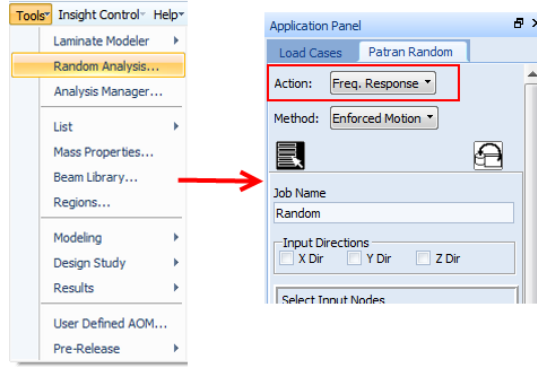 Tools Insight Control Help
Laminate Modeler
Random Analysis...
Analysis Manager...
List
Mass Properties...
Beam Library...
Regions...
Modeling
Design Study
Results
User Defined AOM...
Pre-Release
Application Panel
Load Cases Patran Random
Action: Freq. Response
Method: Enforced Motion
Job Name
Random
Input Directions
X Dir Y Dir Z Dir
Select Input Nodes